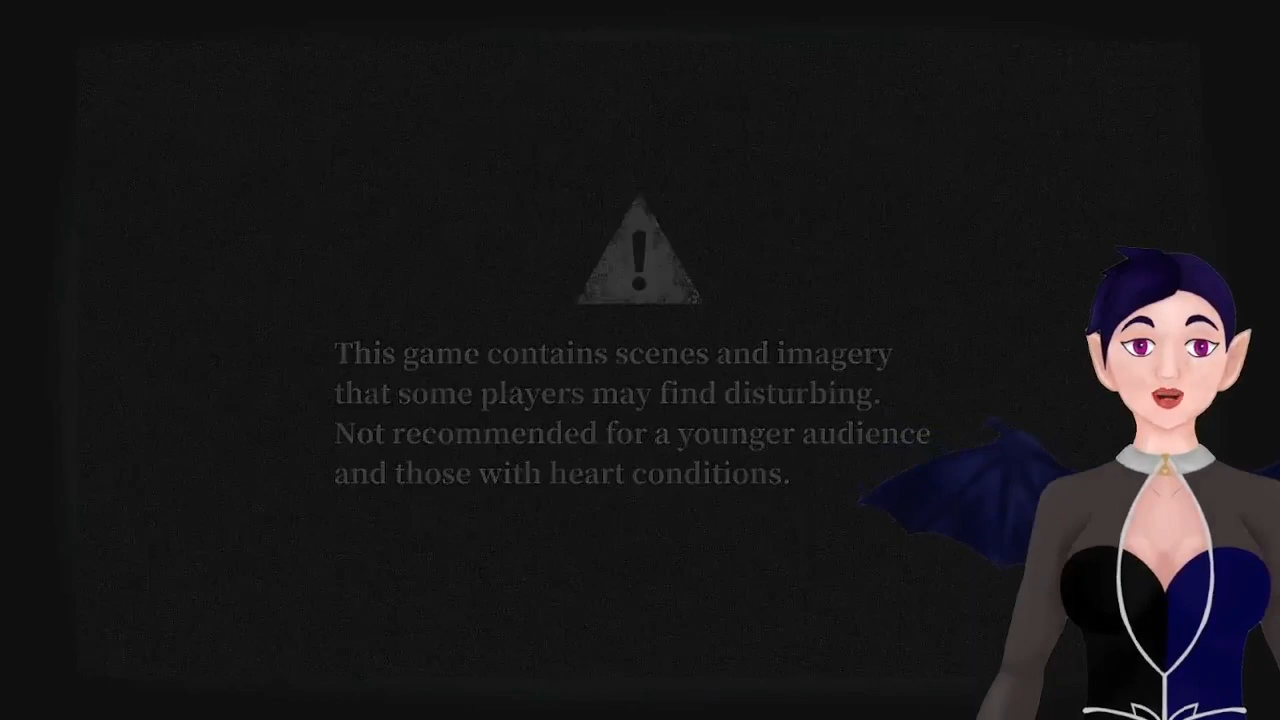 This game contains scenes and imagery
that some players may find disturbing.
Not recommended for a younger audience
and those with heart conditions.